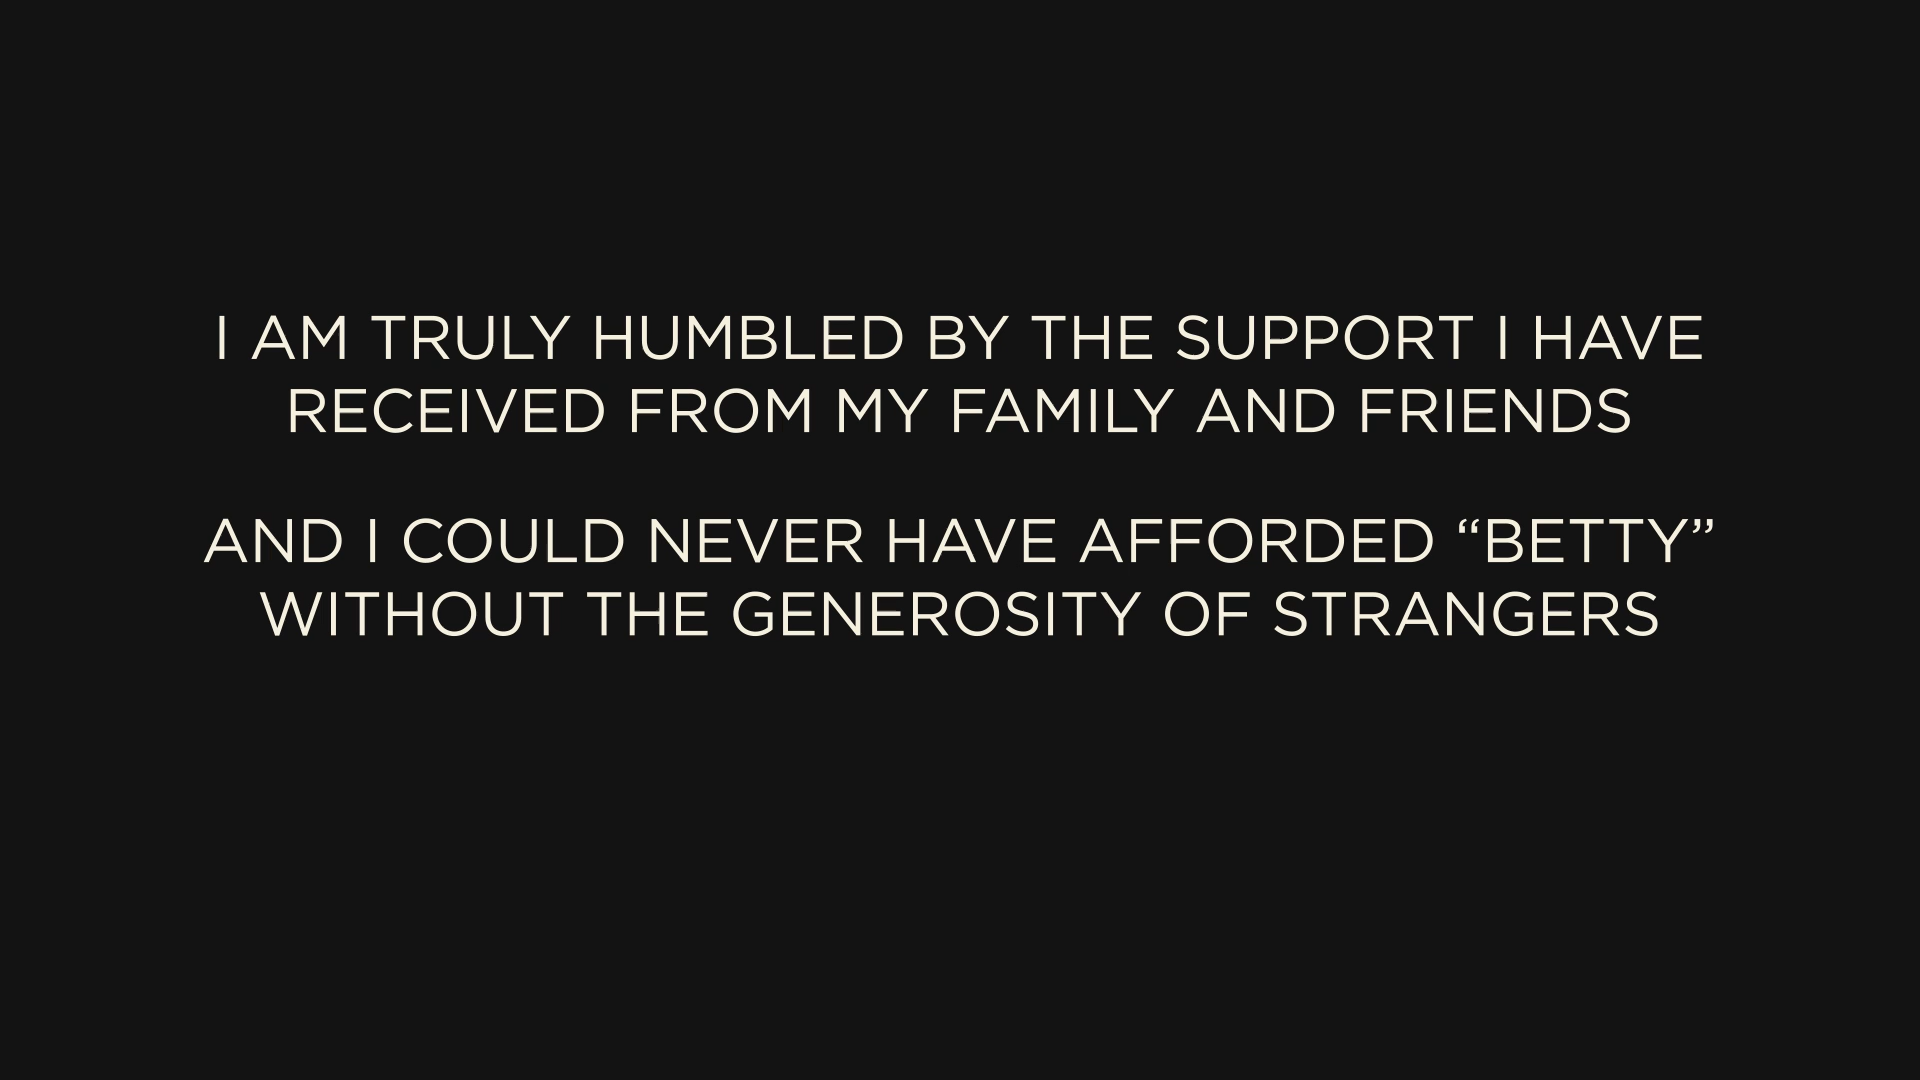 I AM TRULY HUMBLED BY THE SUPPORT I HAVE
RECEIVED FROM MY FAMILY AND FRIENDS
AND I COULD NEVER HAVE AFFORDED “BETTY”
WITHOUT THE GENEROSITY OF STRANGERS